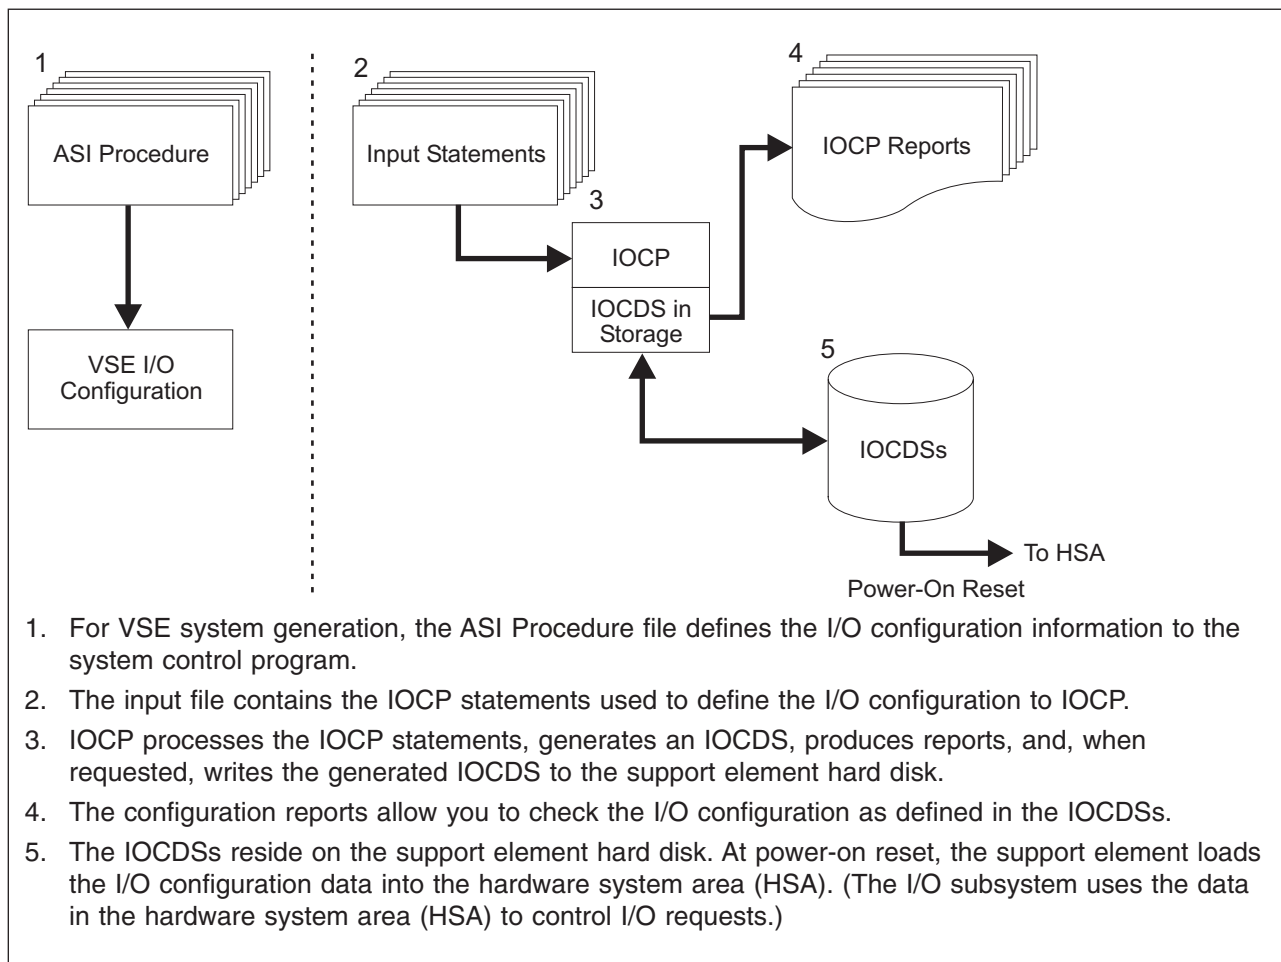 1
ASI Procedure
VSE I/O
Configuration
2
Input Statements
3
IOCP
IOCDS in
Storage
4
IOCP Reports
5
IOCDSs
To HSA
Power-On Reset
1. For VSE system generation, the ASI Procedure file defines the I/O configuration information to the
system control program.
2. The input file contains the IOCP statements used to define the I/O configuration to IOCP.
3. IOCP processes the IOCP statements, generates an IOCDS, produces reports, and, when
requested, writes the generated IOCDS to the support element hard disk.
4. The configuration reports allow you to check the I/O configuration as defined in the IOCDSs.
5. The IOCDSs reside on the support element hard disk. At power-on reset, the support element loads
the I/O configuration data into the hardware system area (HSA). (The I/O subsystem uses the data
in the hardware system area (HSA) to control I/O requests.)